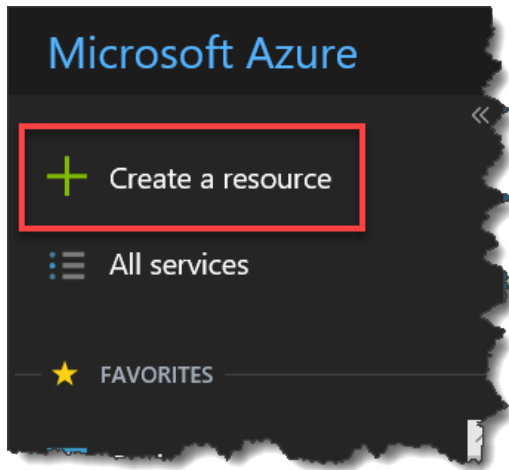 Microsoft Azure
«
Create a resource
All services
FAVORITES